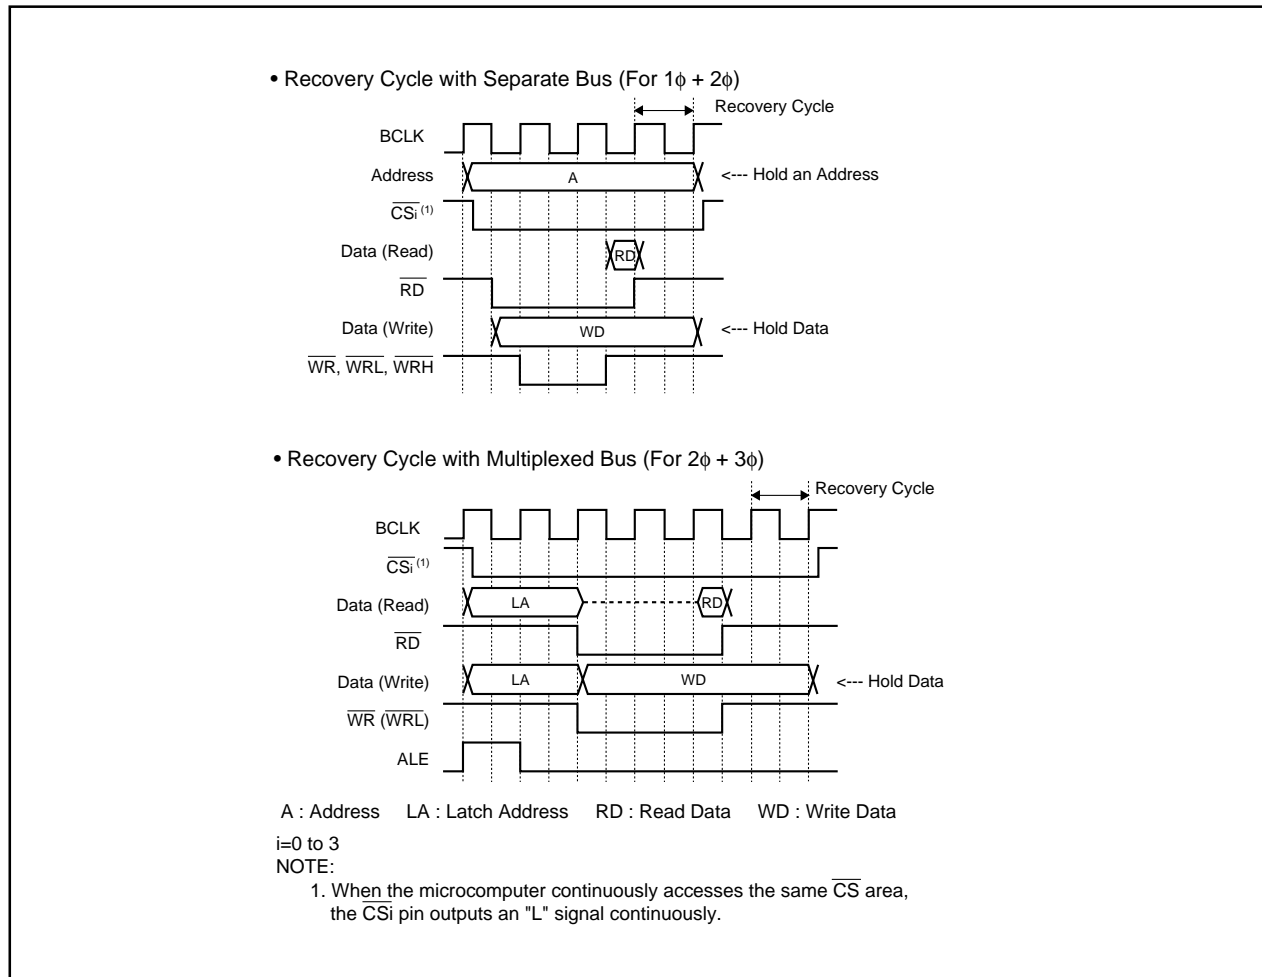 • Recovery Cycle with Separate Bus (For 1ϕ + 2ϕ)
Recovery Cycle
BCLK
Address A <--- Hold an Address
CSi (1)
Data (Read) RD
RD
Data (Write) WD <--- Hold Data
WR, WRL, WRH
• Recovery Cycle with Multiplexed Bus (For 2ϕ + 3ϕ)
Recovery Cycle
BCLK
CSi (1)
Data (Read) LA RD
RD
Data (Write) LA WD <--- Hold Data
WR (WRL)
ALE
A : Address LA : Latch Address RD : Read Data WD : Write Data
i=0 to 3
NOTE:
1. When the microcomputer continuously accesses the same CS area,
the CSi pin outputs an "L" signal continuously.